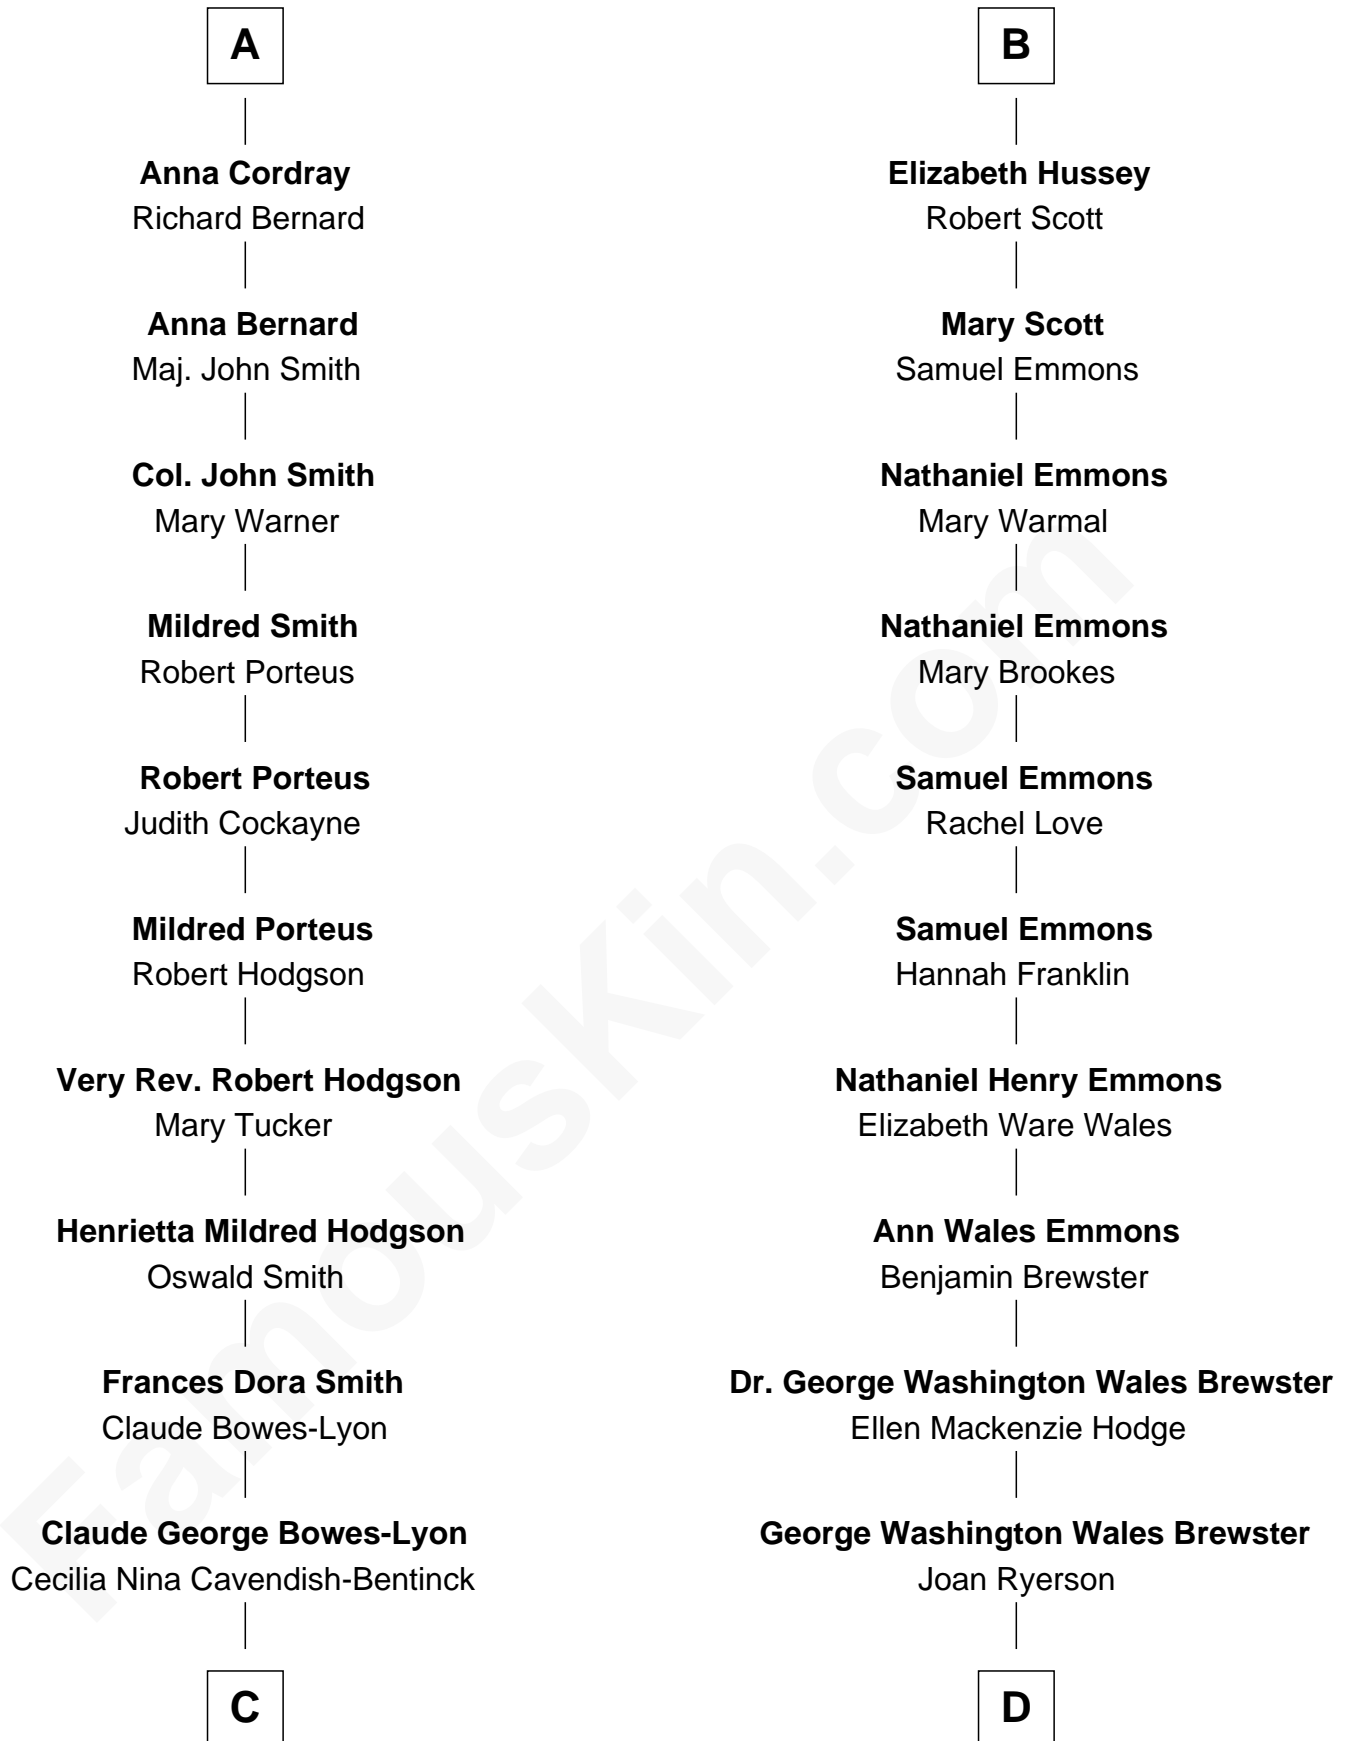 A
Anna Cordray
Richard Bernard
Anna Bernard
Maj. John Smith
Col. John Smith
Mary Warner
Mildred Smith
Robert Porteus
Robert Porteus
Judith Cockayne
Mildred Porteus
Robert Hodgson
Very Rev. Robert Hodgson
Mary Tucker
Henrietta Mildred Hodgson
Oswald Smith
Frances Dora Smith
Claude Bowes-Lyon
Claude George Bowes-Lyon
Cecilia Nina Cavendish-Bentinck
C
B
Elizabeth Hussey
Robert Scott
Mary Scott
Samuel Emmons
Nathaniel Emmons
Mary Warmal
Nathaniel Emmons
Mary Brookes
Samuel Emmons
Rachel Love
Samuel Emmons
Hannah Franklin
Nathaniel Henry Emmons
Elizabeth Ware Wales
Ann Wales Emmons
Benjamin Brewster
Dr. George Washington Wales Brewster
Ellen Mackenzie Hodge
George Washington Wales Brewster
Joan Ryerson
D
FamousKin.com